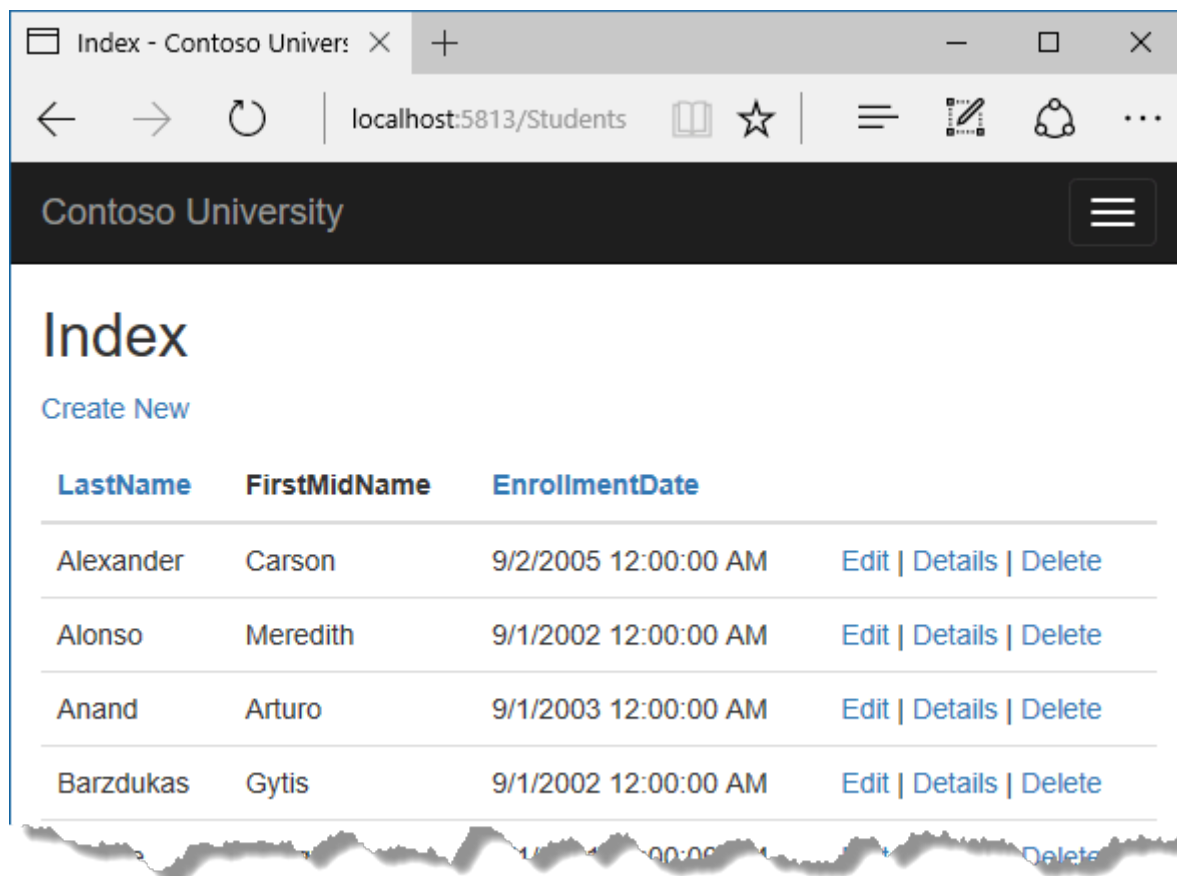 Index - Contoso Univers
localhost:5813/Students
Contoso University
Index
Create New
LastName FirstMidName EnrollmentDate
Alexander Carson 9/2/2005 12:00:00 AM Edit | Details | Delete
Alonso Meredith 9/1/2002 12:00:00 AM Edit | Details | Delete
Anand Arturo 9/1/2003 12:00:00 AM Edit | Details | Delete
Barzdukas Gytis 9/1/2002 12:00:00 AM Edit | Details | Delete
Delete